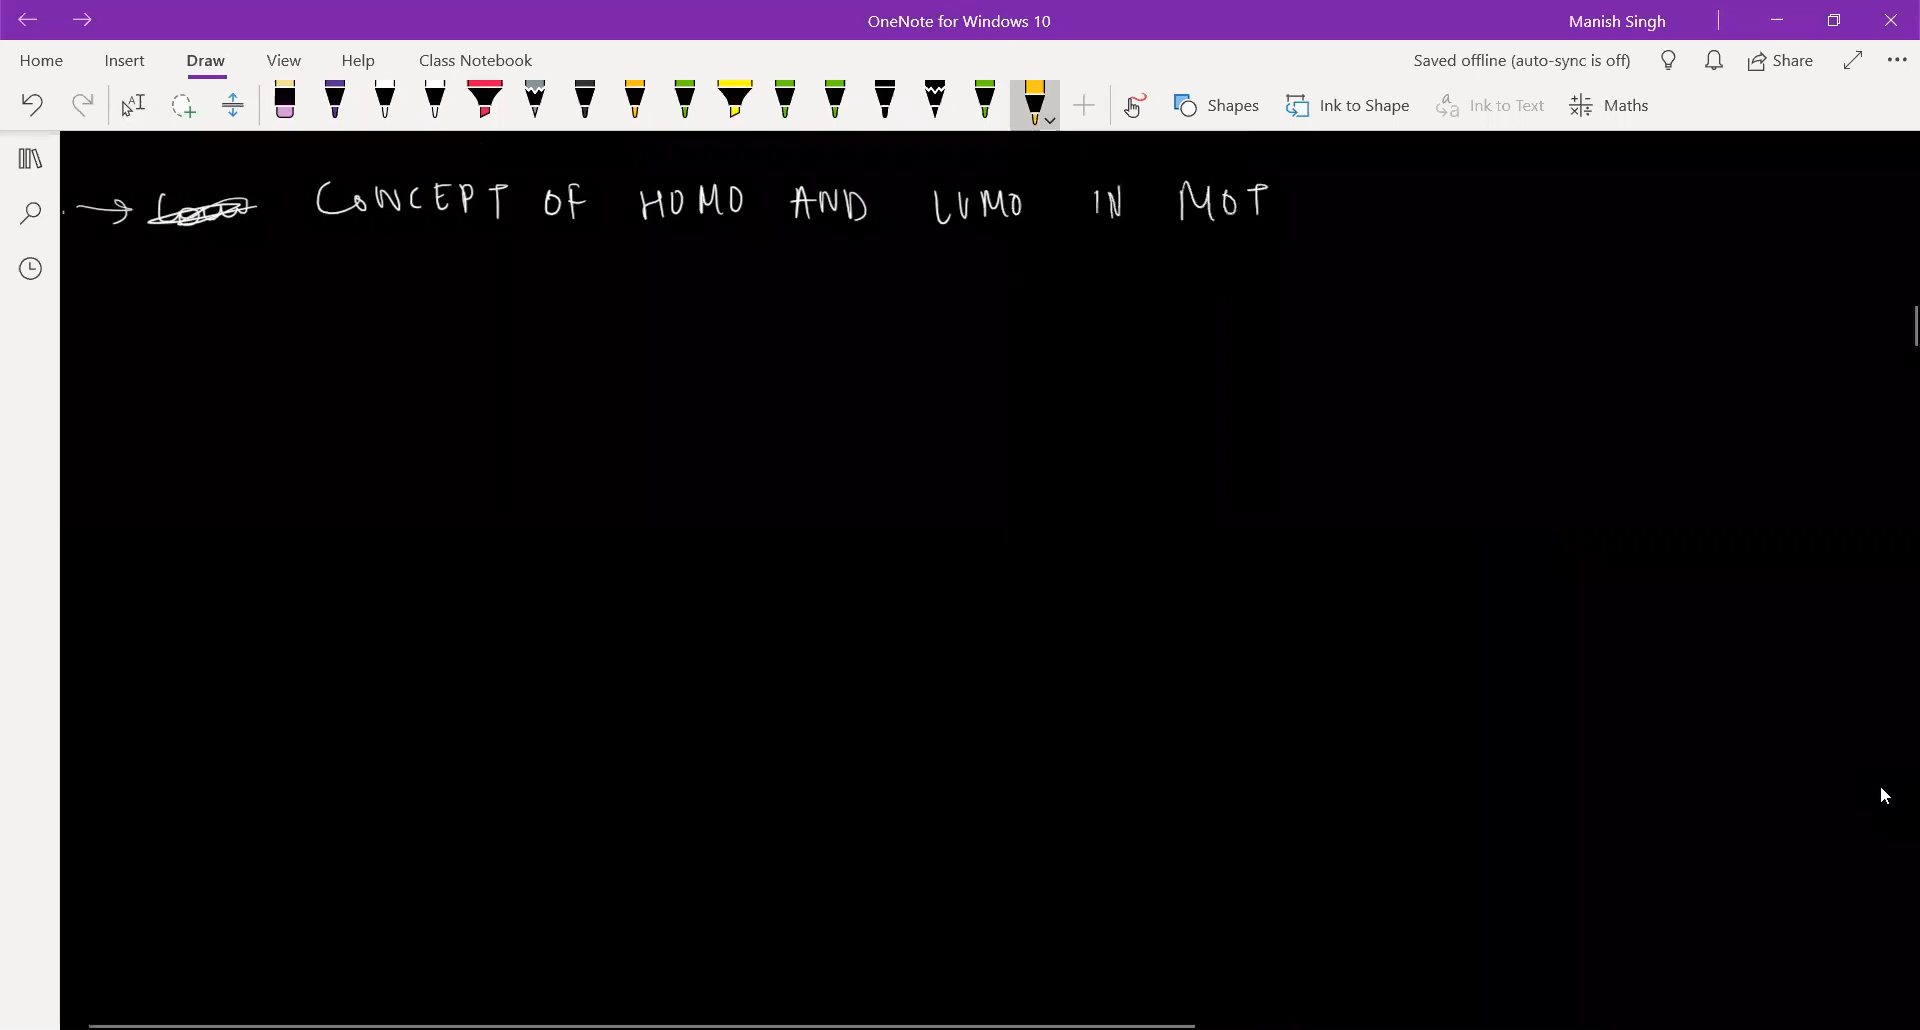 OneNote for Windows 10
Manish Singh
Home Insert Draw View Help Class Notebook
Saved offline (auto-sync is off) Share
Shapes Ink to Shape Ink to Text Maths
→ CONCEPT OF HOMO AND LUMO IN MOT